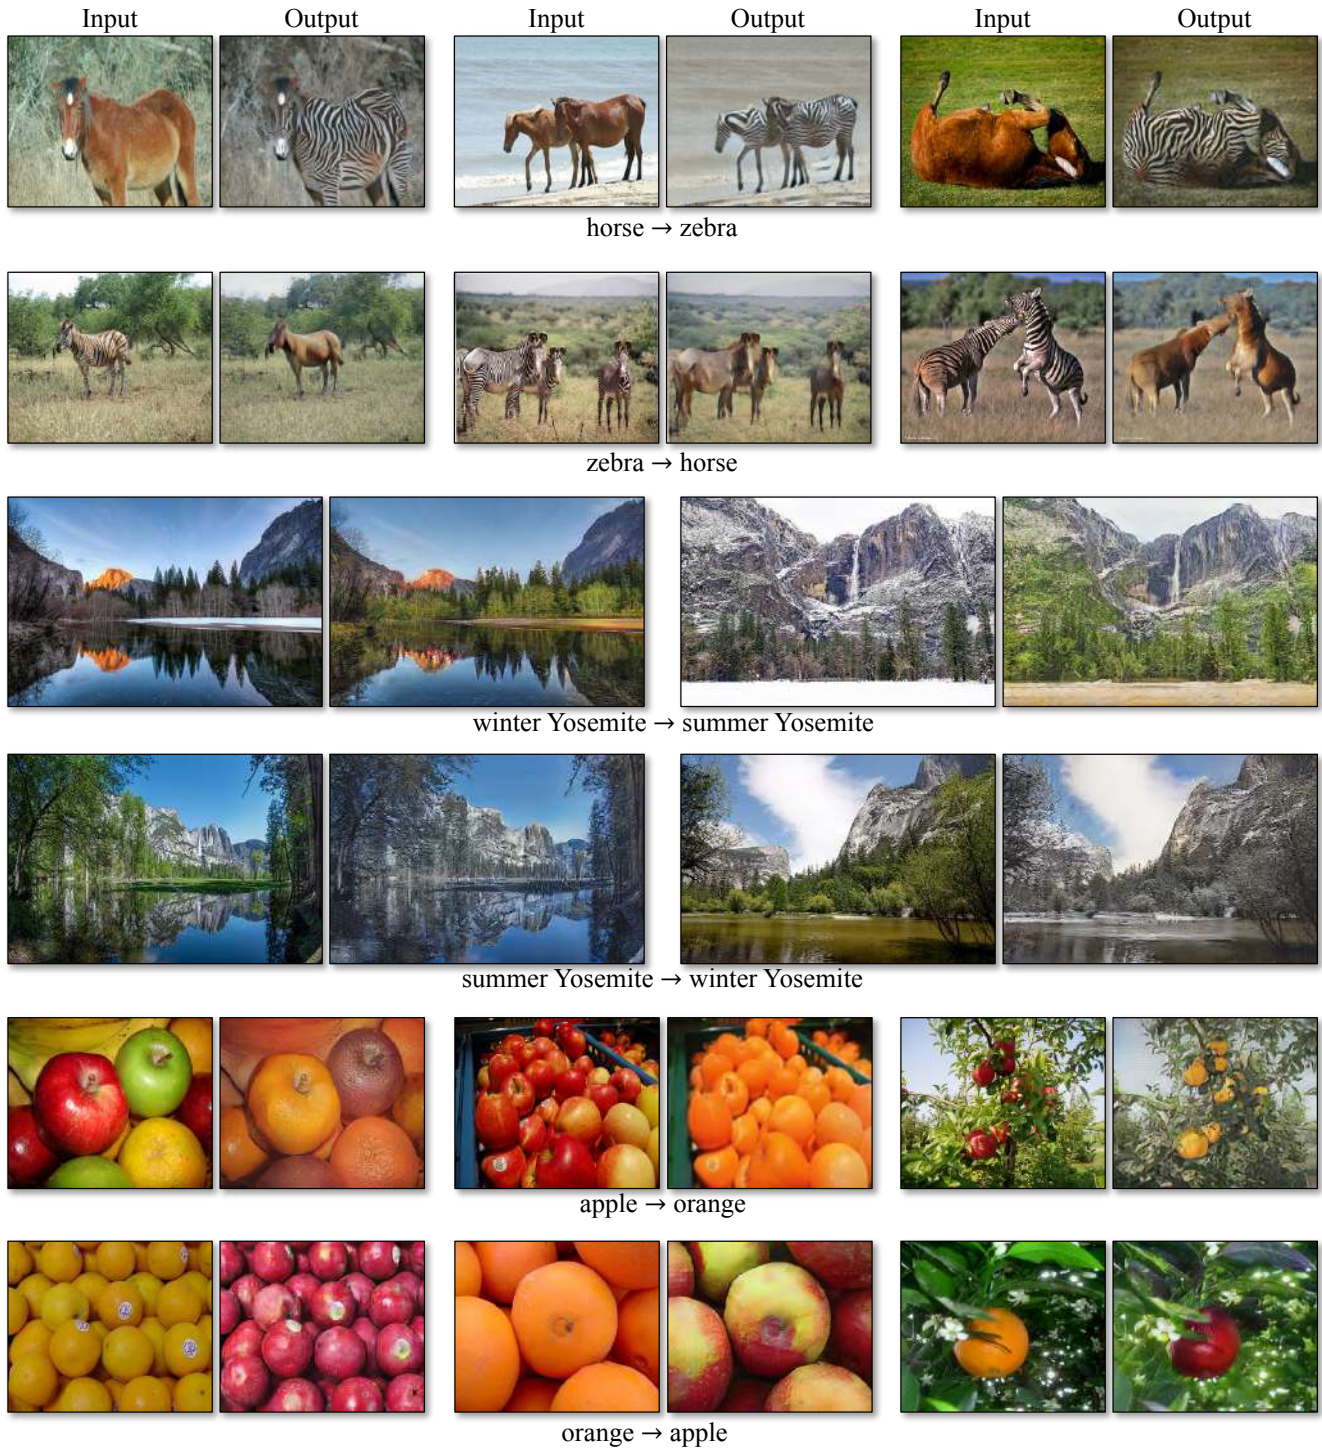 Input Output Input Output Input Output
horse → zebra
zebra → horse
winter Yosemite → summer Yosemite
summer Yosemite → winter Yosemite
apple → orange
orange → apple